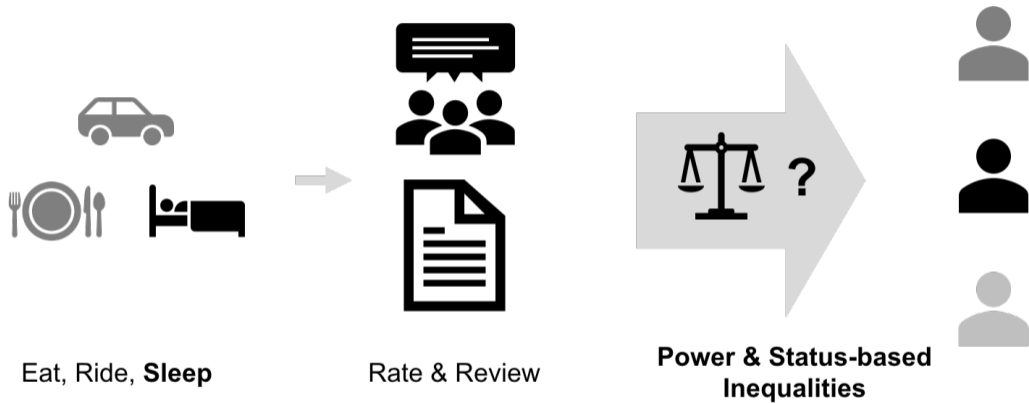 ?
Eat, Ride, Sleep
Rate & Review
Power & Status-based
Inequalities